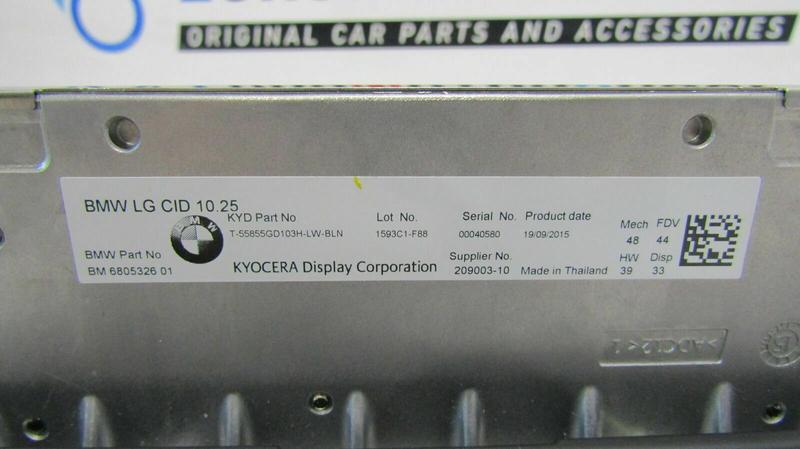 ORIGINAL CAR PARTS AND ACCESSORIES
BMW LG CID 10.25
KYD Part No
Lot No.
Serial No.
Product date
Mech
FDV
T-55855GD103H-LW-BLN
1593C1-F88
00040580
19/09/2015
48
44
BMW
BMW Part No
Supplier No.
HW
Disp
BM 6805326 01
KYOCERA Display Corporation
209003-10
Made in Thailand
39
33
>ADC12<